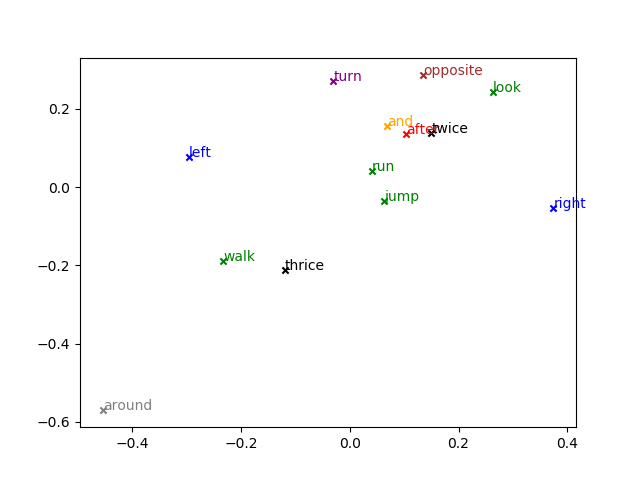 turn
opposite
look
and
after
twice
left
run
jump
right
walk
thrice
around
0.2
0.0
−0.2
−0.4
−0.6
−0.4
−0.2
0.0
0.2
0.4